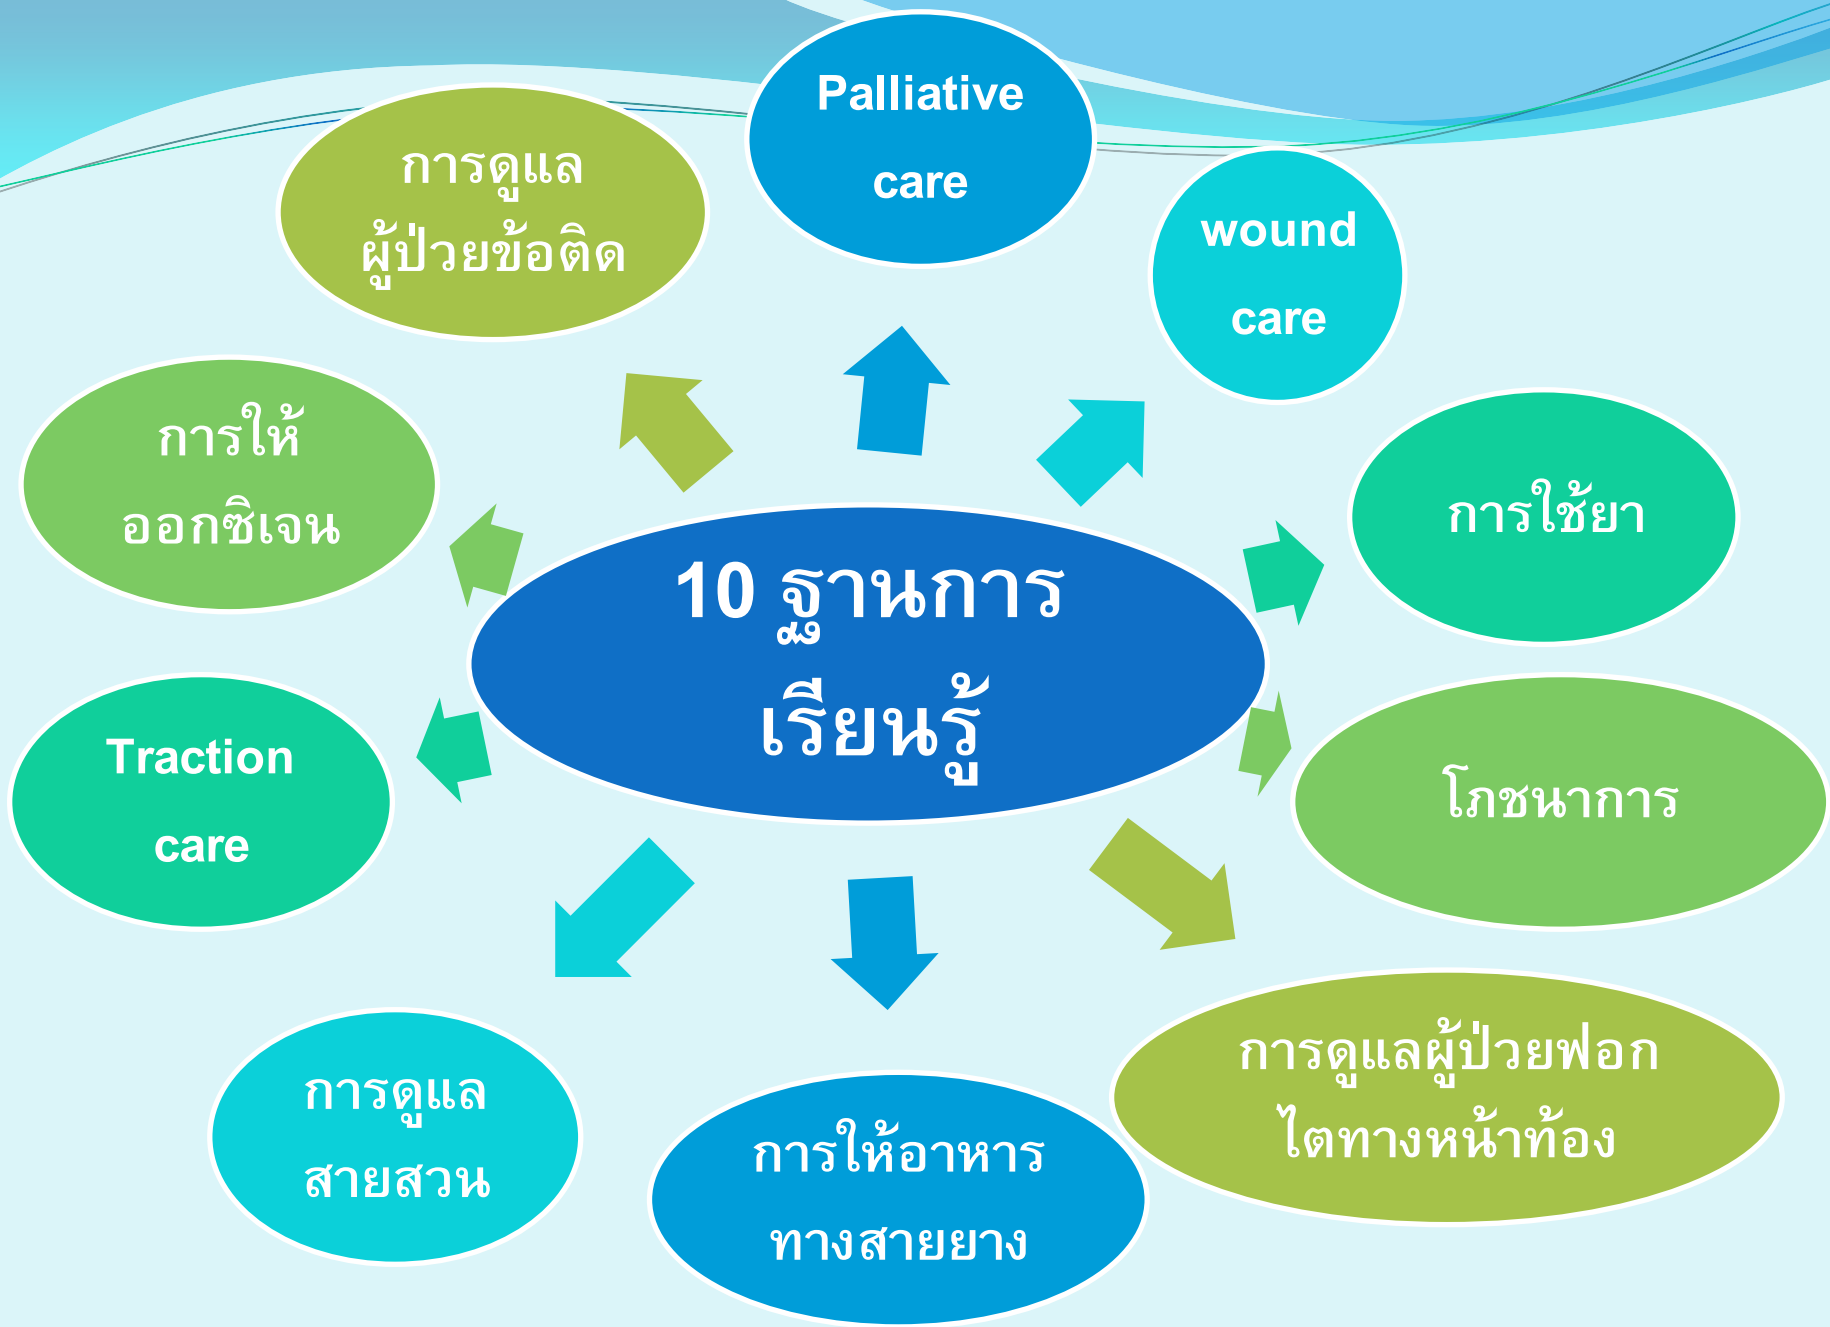 Palliative
care
wound
care
การใช้ยา
โภชนาการ
การดูแลผู้ป่วยฟอก
ไตทางหน้าท้อง
การให้อาหาร
ทางสายยาง
การดูแล
สายสวน
Traction
care
การให้
ออกซิเจน
การดูแล
ผู้ป่วยข้อติด
10 ฐานการ
เรียนรู้